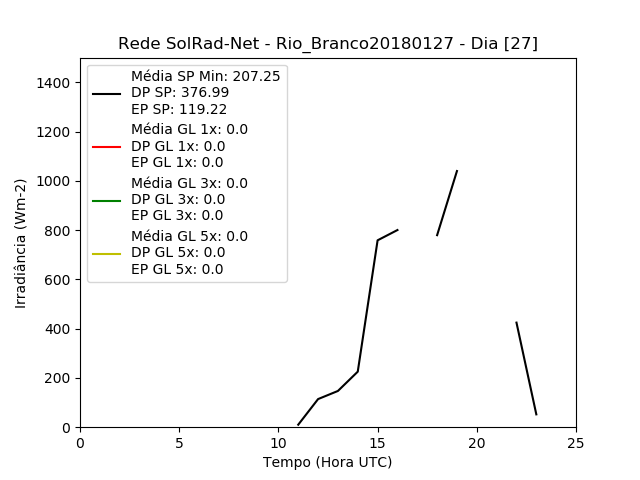 Rede SolRad-Net - Rio_Branco20180127 - Dia [27]
Média SP Min: 207.25
DP SP: 376.99
EP SP: 119.22
Média GL 1x: 0.0
DP GL 1x: 0.0
EP GL 1x: 0.0
Média GL 3x: 0.0
DP GL 3x: 0.0
EP GL 3x: 0.0
Média GL 5x: 0.0
DP GL 5x: 0.0
EP GL 5x: 0.0
Irradiância (Wm-2)
1400
1200
1000
800
600
400
200
0
0 5 10 15 20 25
Tempo (Hora UTC)